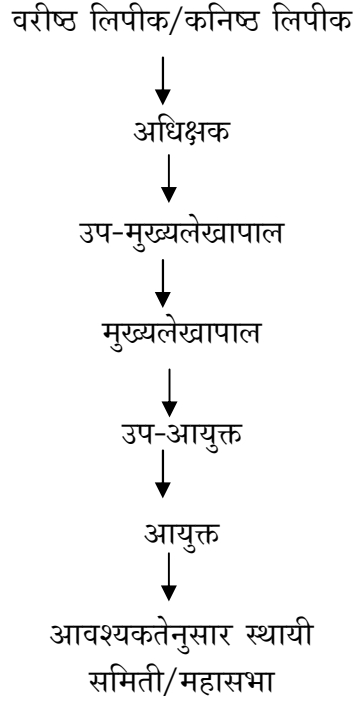 वरीष्ठ लिपीक/कनिष्ठ लिपीक
अधिक्षक
उप-मुख्यलेखापाल
मुख्यलेखापाल
उप-आयुक्त
आयुक्त
आवश्यकतेनुसार स्थायी
समिती/महासभा